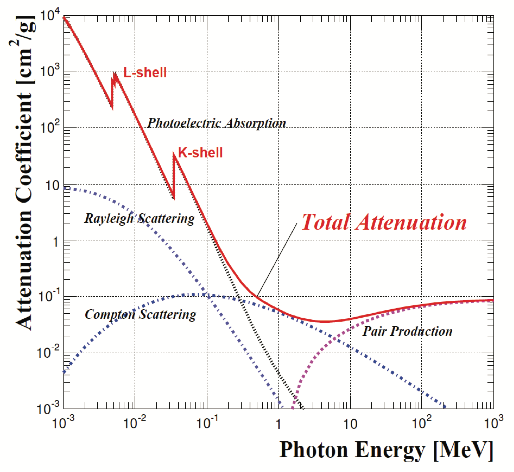 Attenuation Coefficient [cm²/g]
10⁴
10³
10²
10
1
10⁻¹
10⁻²
10⁻³
L-shell
Photoelectric Absorption
K-shell
Rayleigh Scattering
Total Attenuation
Compton Scattering
Pair Production
10⁻³ 10⁻² 10⁻¹ 1 10 10² 10³
Photon Energy [MeV]